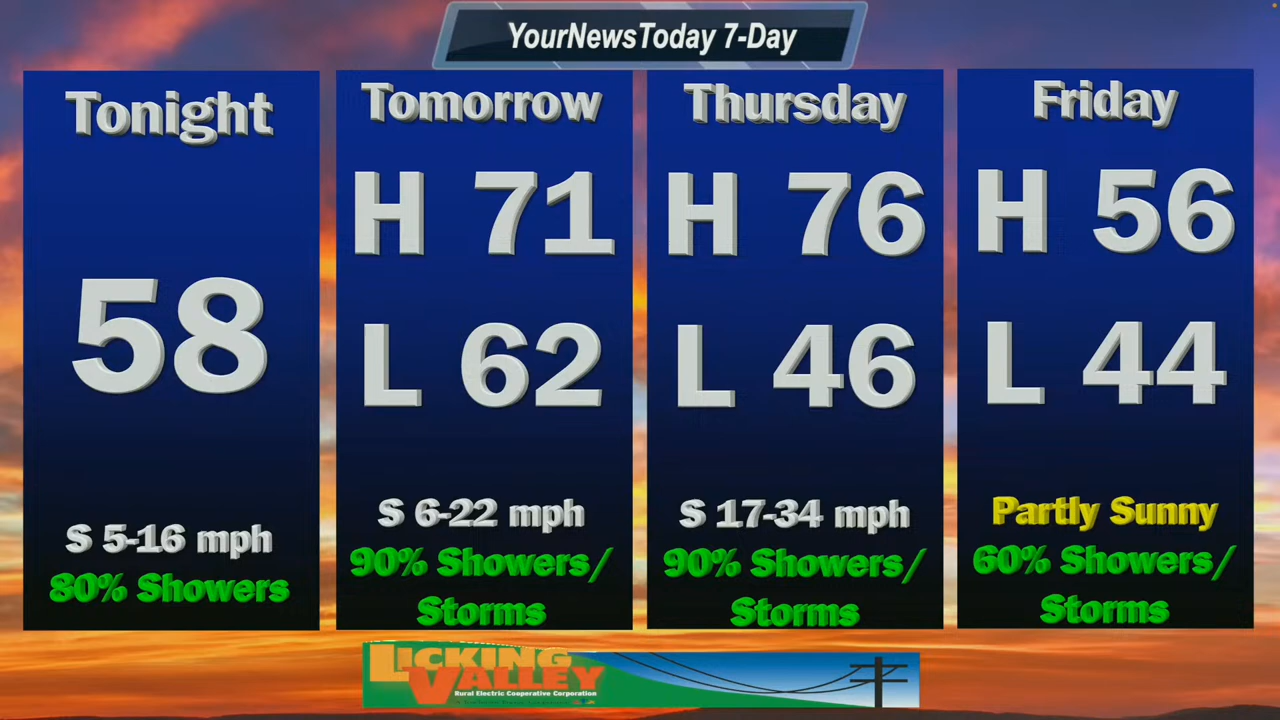 YourNewsToday 7-Day
Tonight
58
S 5-16 mph
80% Showers
Tomorrow
H 71
L 62
S 6-22 mph
90% Showers/
Storms
Thursday
H 76
L 46
S 17-34 mph
90% Showers/
Storms
Friday
H 56
L 44
Partly Sunny
60% Showers/
Storms
LICKING
VALLEY
Rural Electric Cooperative Corporation